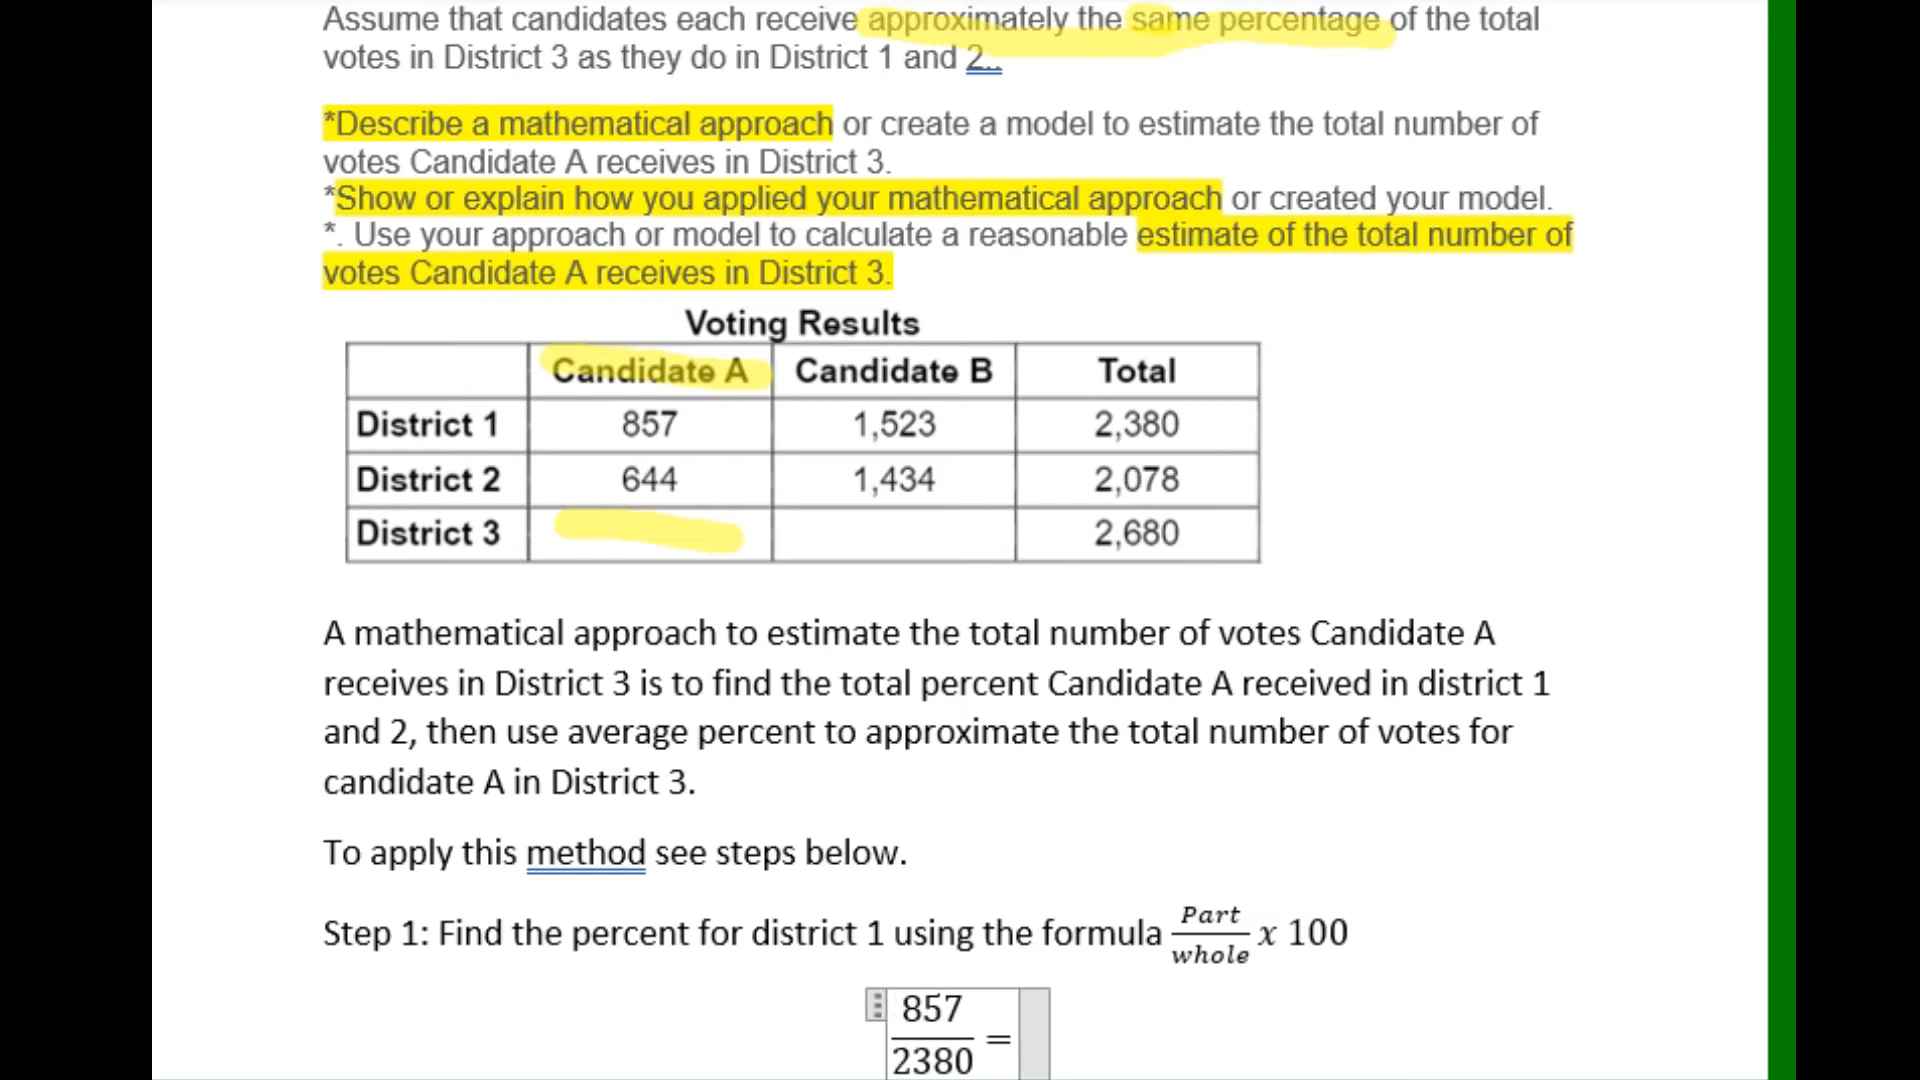 Assume that candidates each receive approximately the same percentage of the total
votes in District 3 as they do in District 1 and 2..
*Describe a mathematical approach or create a model to estimate the total number of
votes Candidate A receives in District 3.
*Show or explain how you applied your mathematical approach or created your model.
*. Use your approach or model to calculate a reasonable estimate of the total number of
votes Candidate A receives in District 3.
Voting Results
Candidate A Candidate B Total
District 1 857 1,523 2,380
District 2 644 1,434 2,078
District 3 2,680
A mathematical approach to estimate the total number of votes Candidate A
receives in District 3 is to find the total percent Candidate A received in district 1
and 2, then use average percent to approximate the total number of votes for
candidate A in District 3.
To apply this method see steps below.
Step 1: Find the percent for district 1 using the formula Part/whole x 100
857/2380 =